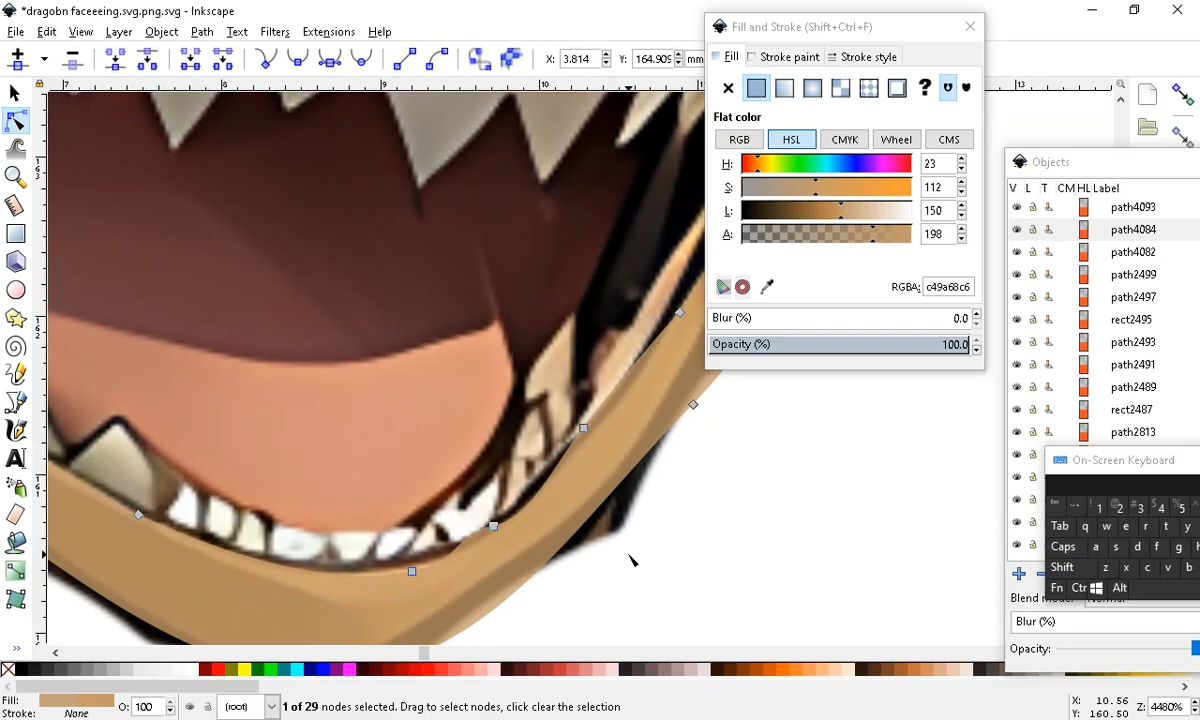 *dragobn faceeeing.svg.png.svg - Inkscape
File Edit View Layer Object Path Text Filters Extensions Help
X: 3.814 Y: 164.905 mm
Fill and Stroke (Shift+Ctrl+F)
Fill Stroke paint Stroke style
Flat color
RGB HSL CMYK Wheel CMS
H: 23
S: 112
L: 150
A: 198
RGBA: c49a68c6
Blur (%) 0.0
Opacity (%) 100.0
Objects
V L T CM HL Label
path4093
path4084
path4082
path2499
path2497
rect2495
path2493
path2491
path2489
rect2487
path2813
On-Screen Keyboard
Tab q w e r t y
Caps a s d f g h
Shift z x c v b
Fn Ctr Alt
Blur (%)
Opacity:
Fill:
Stroke: None
O: 100
(root)
1 of 29 nodes selected. Drag to select nodes, click clear the selection
X: 10.56
Y: 160.50
Z: 4480%